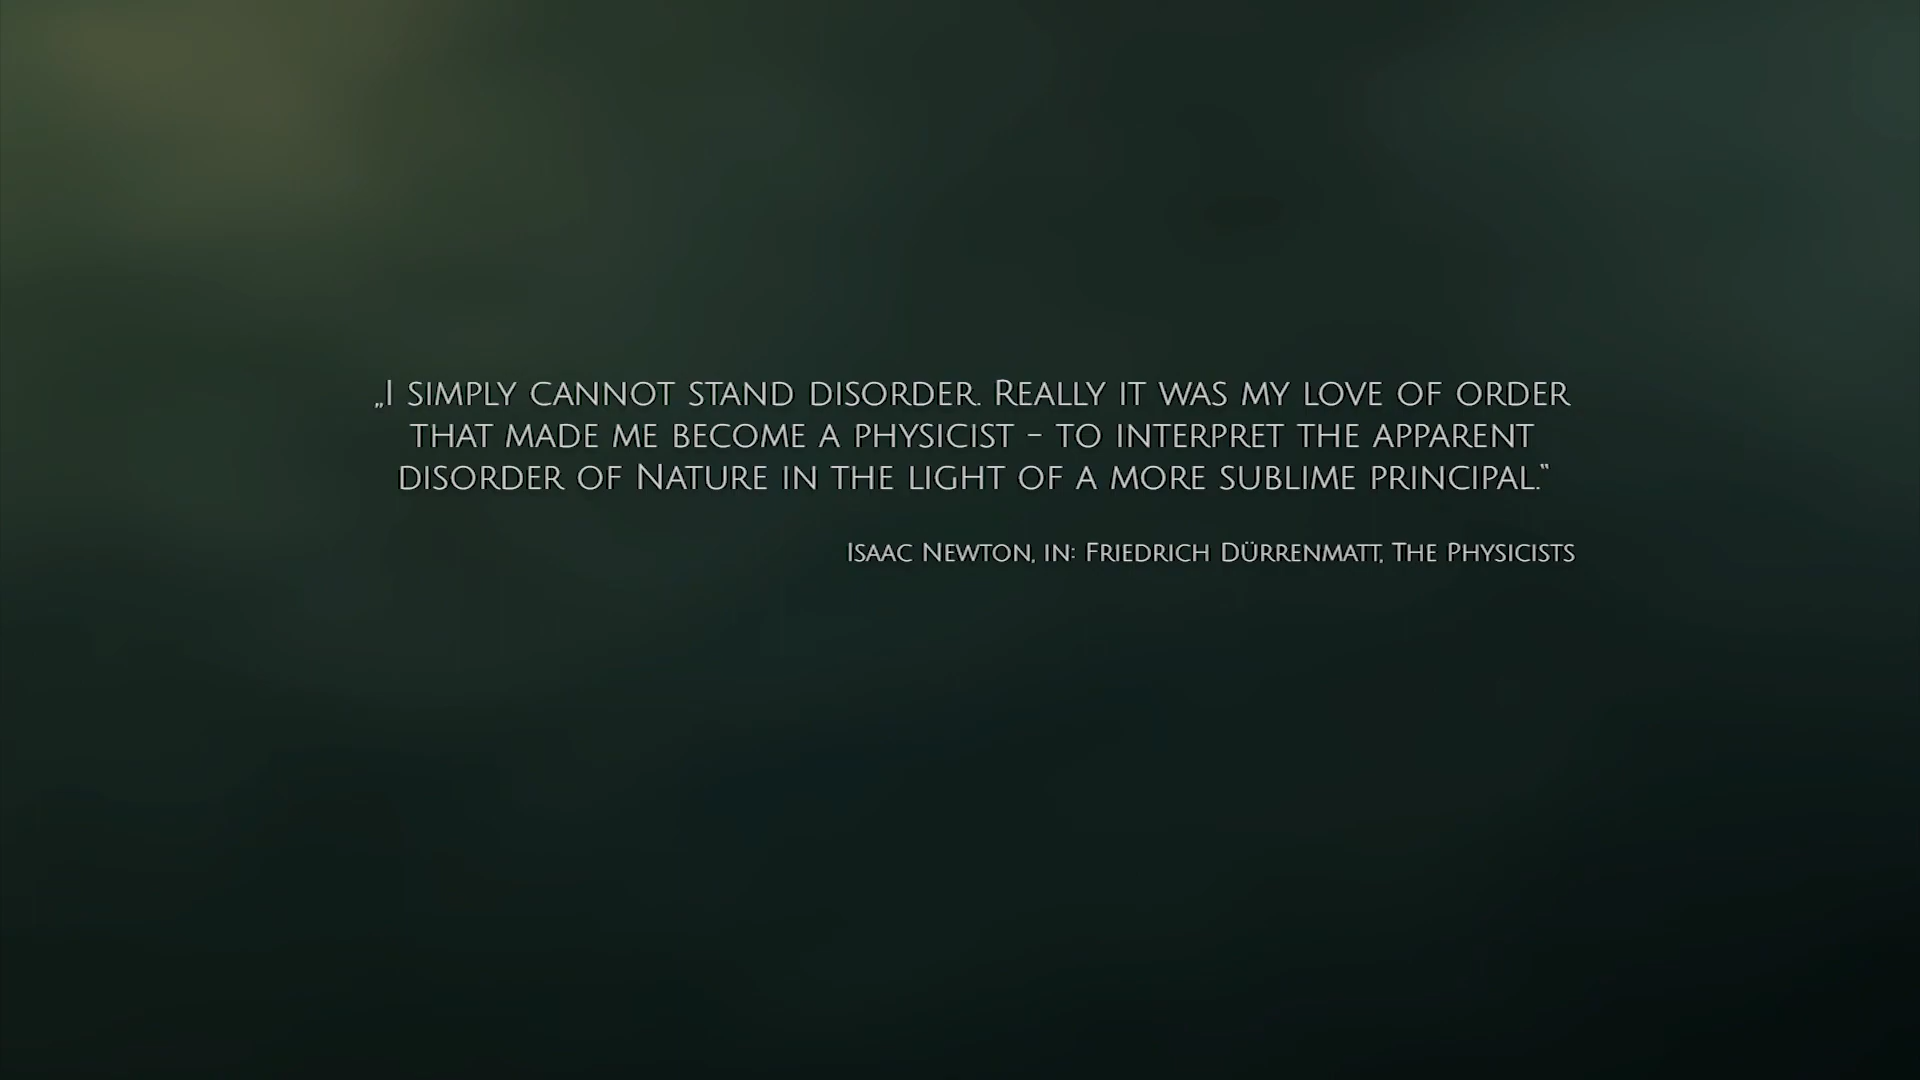 „I simply cannot stand disorder. Really it was my love of order
that made me become a physicist – to interpret the apparent
disorder of Nature in the light of a more sublime principal.“
Isaac Newton, in: Friedrich Dürrenmatt, The Physicists